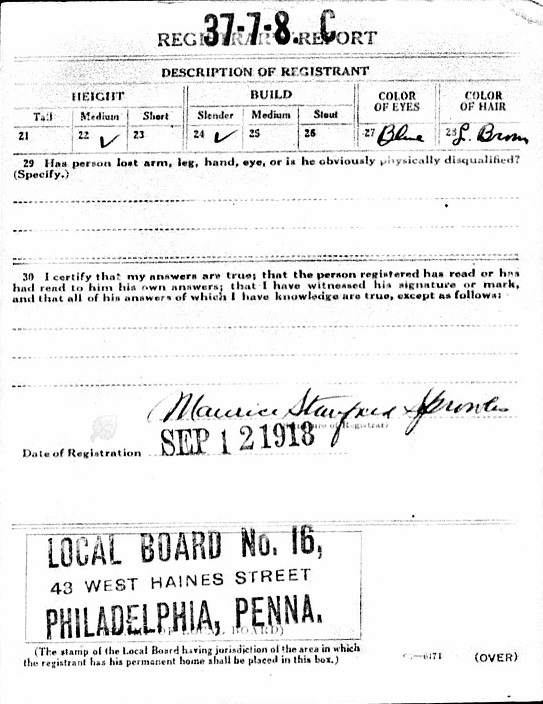 37-7-8. C
REGISTRAR'S REPORT
DESCRIPTION OF REGISTRANT
HEIGHT BUILD COLOR OF EYES COLOR OF HAIR
Tall Medium Short Slender Medium Stout
21 22 ✓ 23 24 ✓ 25 26 27 Blue 28 L. Brown
29 Has person lost arm, leg, hand, eye, or is he obviously physically disqualified?
(Specify.)
30 I certify that my answers are true; that the person registered has read or has
had read to him his own answers; that I have witnessed his signature or mark,
and that all of his answers of which I have knowledge are true, except as follows:
Maurice
(Signature of Registrar)
Date of Registration SEP 12 1918
LOCAL BOARD No. 16,
43 WEST HAINES STREET
PHILADELPHIA, PENNA.
(The stamp of the Local Board having jurisdiction of the area in which
the registrant has his permanent home shall be placed in this box.)
(OVER)